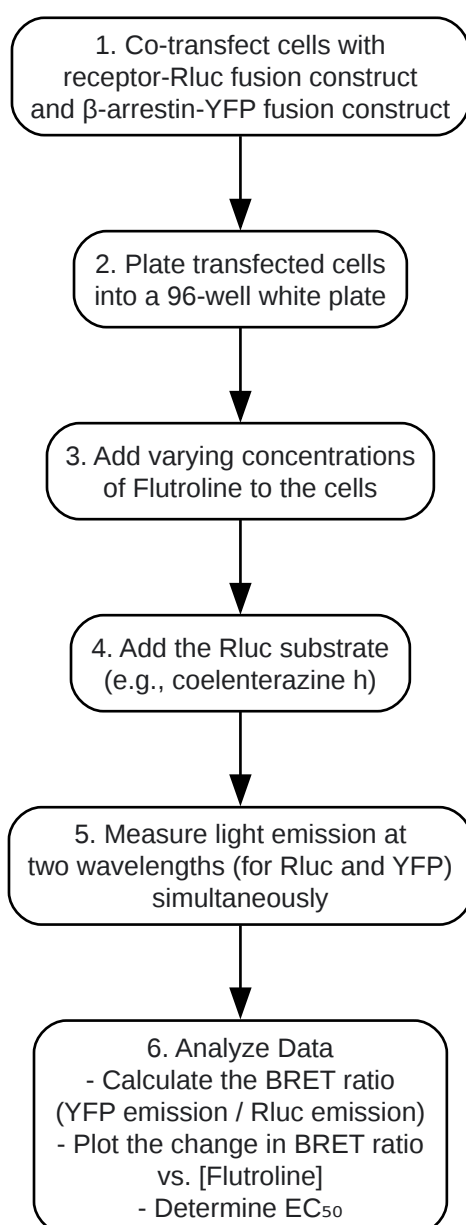 1. Co-transfect cells with
receptor-Rluc fusion construct
and β-arrestin-YFP fusion construct
2. Plate transfected cells
into a 96-well white plate
3. Add varying concentrations
of Flutroline to the cells
4. Add the Rluc substrate
(e.g., coelenterazine h)
5. Measure light emission at
two wavelengths (for Rluc and YFP)
simultaneously
6. Analyze Data
- Calculate the BRET ratio
(YFP emission / Rluc emission)
- Plot the change in BRET ratio
vs. [Flutroline]
- Determine EC₅₀